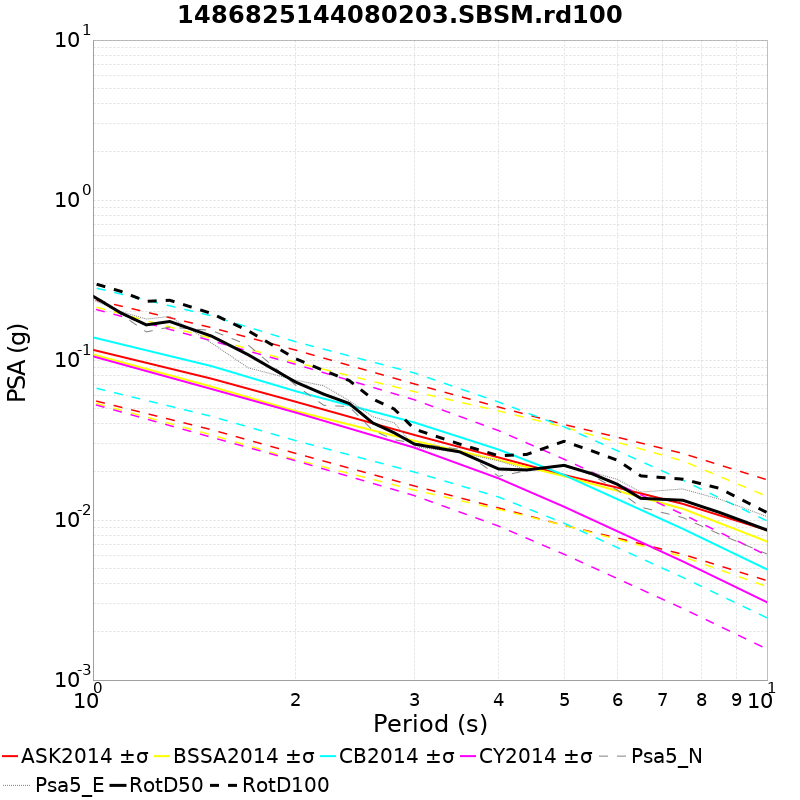 1486825144080203.SBSM.rd100
PSA (g)
10^1
10^0
10^-1
10^-2
10^-3
10^0 2 3 4 5 6 7 8 9 10^1
Period (s)
ASK2014 ±σ BSSA2014 ±σ CB2014 ±σ CY2014 ±σ Psa5_N
Psa5_E RotD50 RotD100